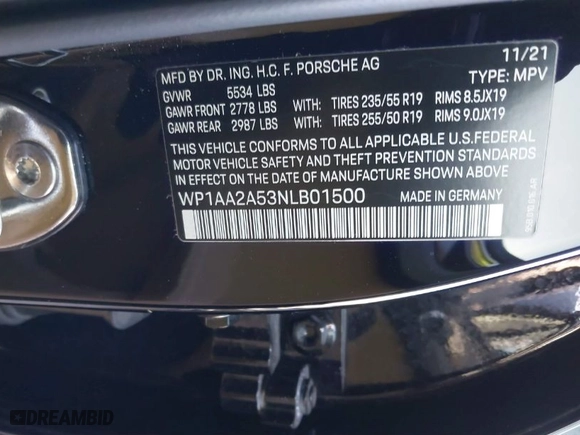 11/21
MFD BY DR. ING. H.C. F. PORSCHE AG
TYPE: MPV
GVWR 5534 LBS
GAWR FRONT 2778 LBS WITH: TIRES 235/55 R19 RIMS 8.5JX19
GAWR REAR 2987 LBS WITH: TIRES 255/50 R19 RIMS 9.0JX19
THIS VEHICLE CONFORMS TO ALL APPLICABLE U.S.FEDERAL
MOTOR VEHICLE SAFETY AND THEFT PREVENTION STANDARDS
IN EFFECT ON THE DATE OF MANUFACTURE SHOWN ABOVE
WP1AA2A53NLB01500
DREAMBID